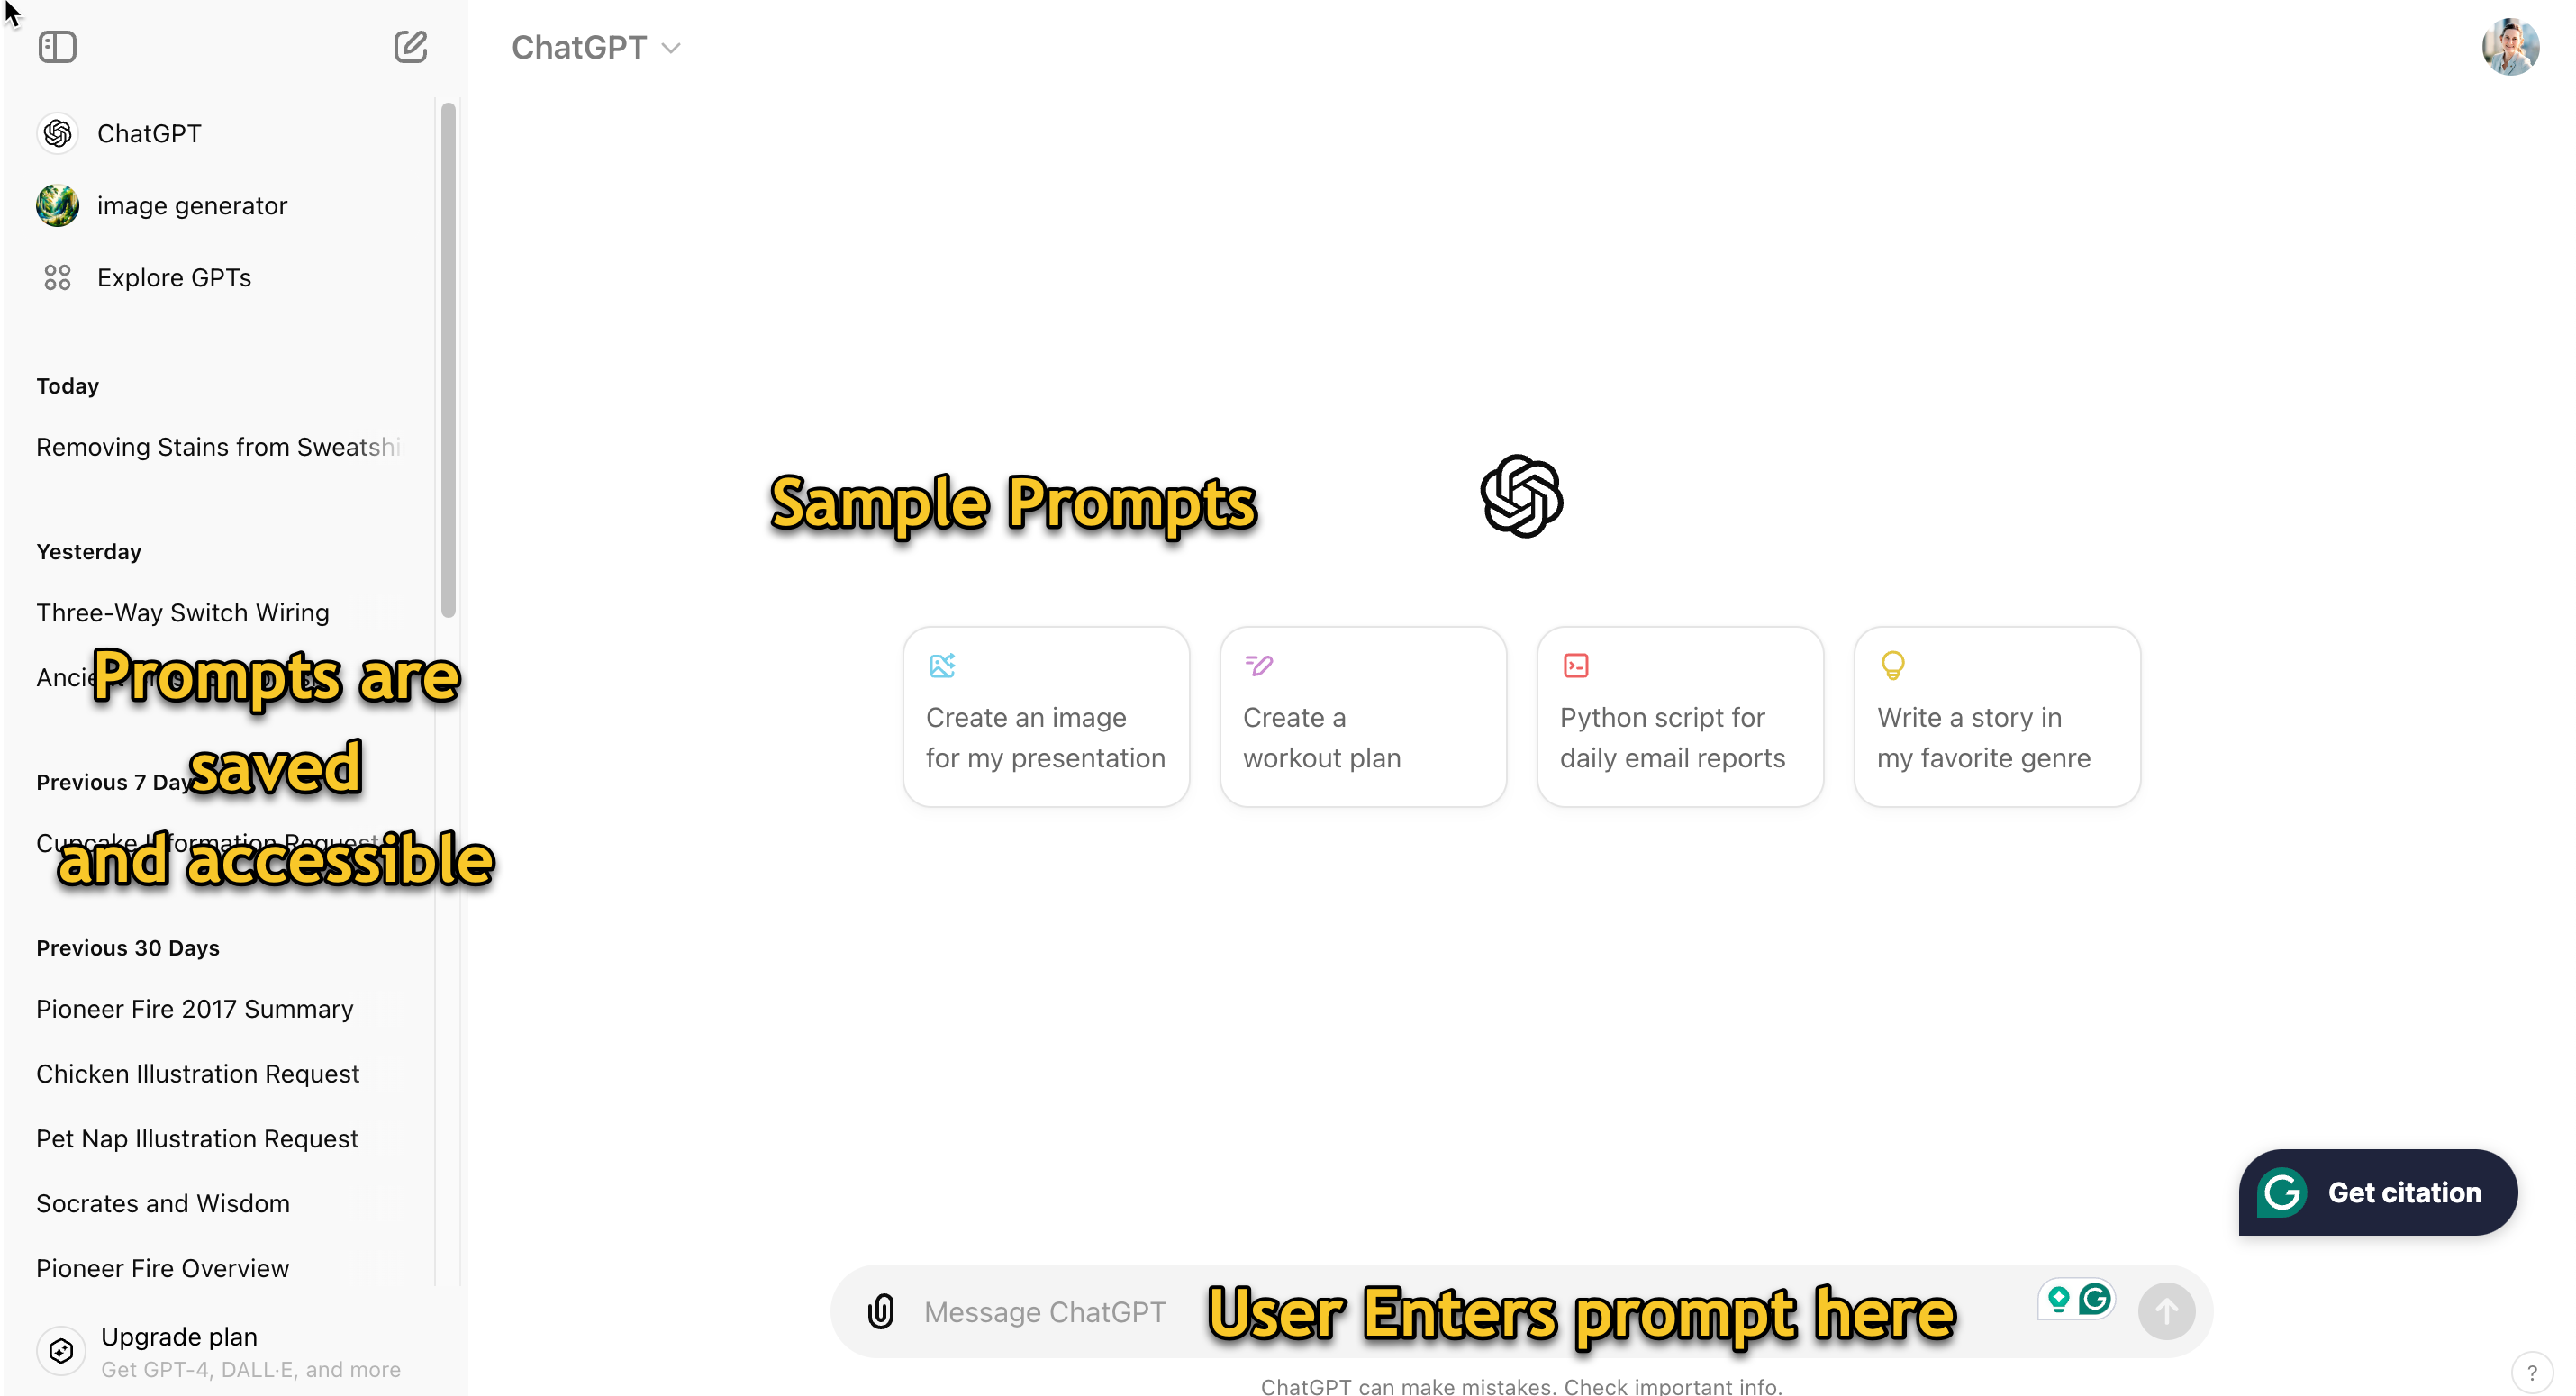 ChatGPT
ChatGPT
image generator
Explore GPTs
Today
Removing Stains from Sweatshi
Yesterday
Three-Way Switch Wiring
Prompts are
saved
and accessible
Previous 7 Day
Cupcake Information Request
Previous 30 Days
Pioneer Fire 2017 Summary
Chicken Illustration Request
Pet Nap Illustration Request
Socrates and Wisdom
Pioneer Fire Overview
Upgrade plan
Get GPT-4, DALL·E, and more
Sample Prompts
Create an image
for my presentation
Create a
workout plan
Python script for
daily email reports
Write a story in
my favorite genre
Get citation
Message ChatGPT
User Enters prompt here
ChatGPT can make mistakes. Check important info.
?